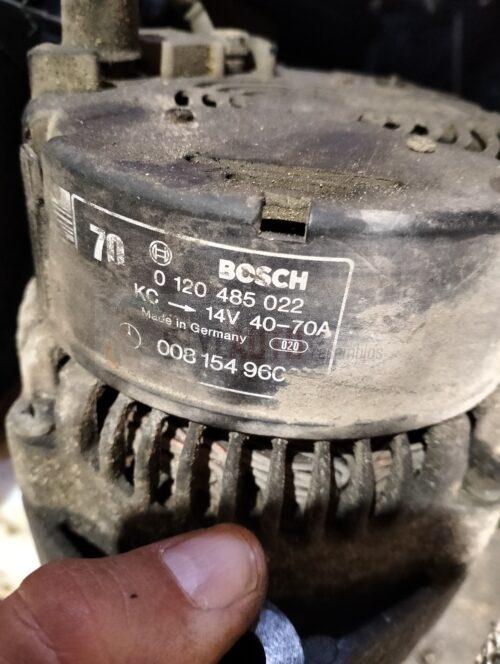 70 BOSCH
0 120 485 022
KC → 14V 40-70A
Made in Germany 020
008 154 960